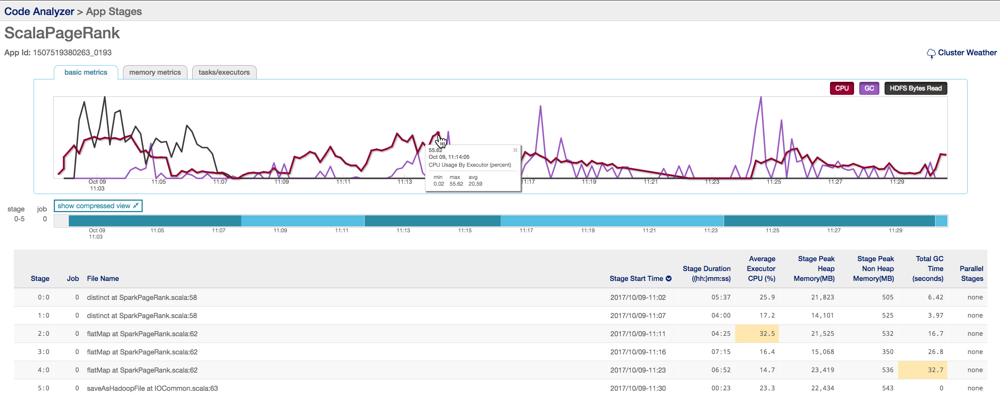 Code Analyzer > App Stages
ScalaPageRank
App Id: 1507519380263_0193
Cluster Weather
basic metrics memory metrics tasks/executors
CPU GC HDFS Bytes Read
55.62
Oct 09, 11:14:05
CPU Usage By Executor (percent)
min max avg
0.02 55.62 20.59
Oct 09 11:05 11:07 11:09 11:11 11:13 11:17 11:19 11:21 11:23 11:25 11:27 11:29
11:03
show compressed view
stage job
0-5 0
Oct 09 11:05 11:07 11:09 11:11 11:13 11:15 11:17 11:19 11:21 11:23 11:25 11:27 11:29
11:03
Average Stage Peak Stage Peak Total GC
Stage Duration Executor Heap Non Heap Time Parallel
Stage Job File Name Stage Start Time ((hh:)mm:ss) CPU (%) Memory(MB) Memory(MB) (seconds) Stages
0:0 0 distinct at SparkPageRank.scala:58 2017/10/09-11:02 05:37 25.9 21,823 505 6.42 none
1:0 0 distinct at SparkPageRank.scala:58 2017/10/09-11:07 04:00 17.2 14,101 525 3.97 none
2:0 0 flatMap at SparkPageRank.scala:62 2017/10/09-11:11 04:25 32.5 21,525 532 16.7 none
3:0 0 flatMap at SparkPageRank.scala:62 2017/10/09-11:16 07:15 16.4 15,068 350 26.8 none
4:0 0 flatMap at SparkPageRank.scala:62 2017/10/09-11:23 06:52 14.7 23,419 536 32.7 none
5:0 0 saveAsHadoopFile at IOCommon.scala:63 2017/10/09-11:30 00:23 23.3 22,434 543 0 none